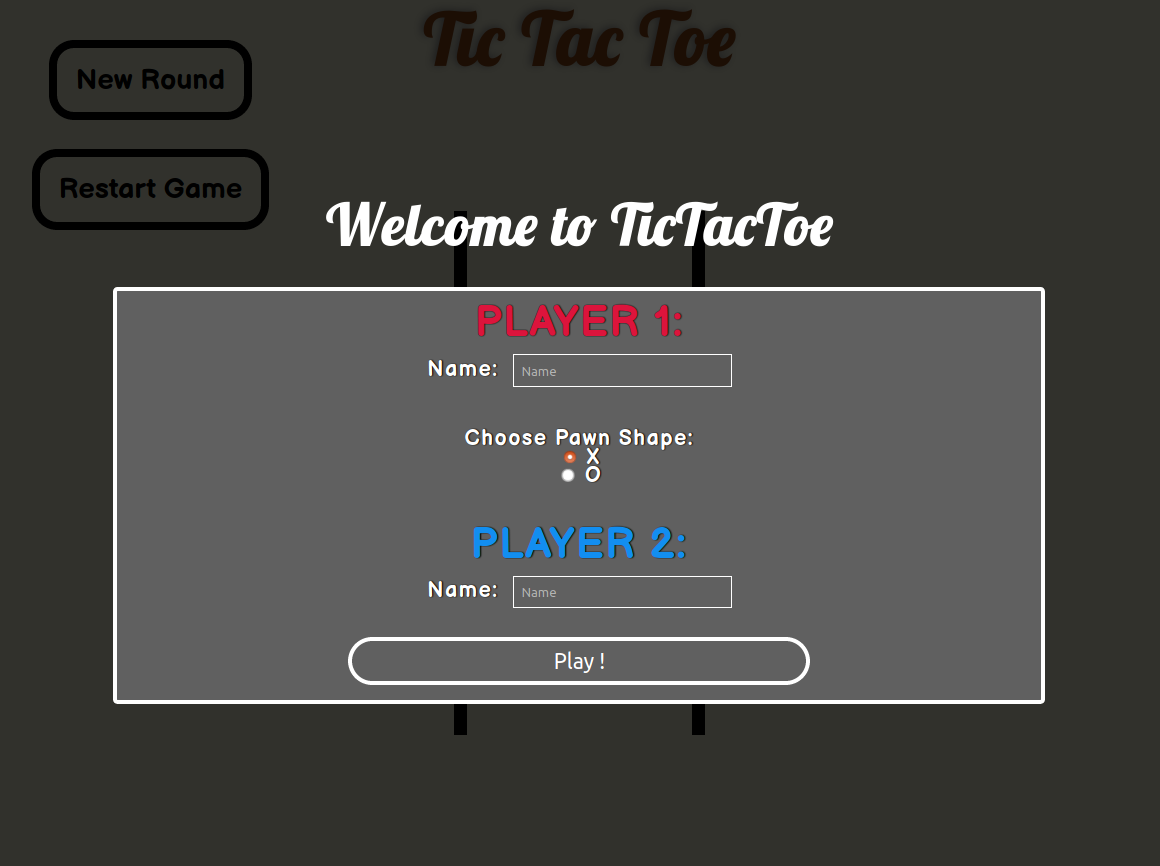 Tic Tac Toe
New Round
Restart Game
Welcome to TicTacToe
PLAYER 1:
Name: Name
Choose Pawn Shape:
X
O
PLAYER 2:
Name: Name
Play !